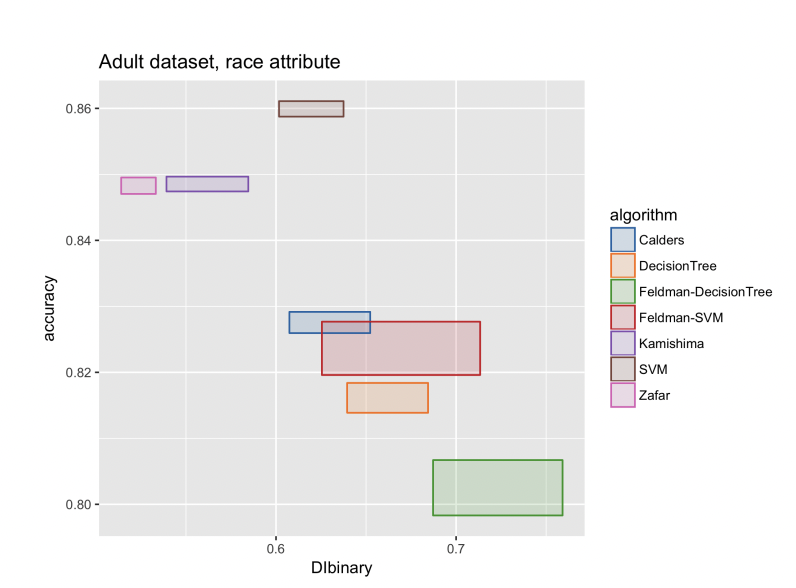 Adult dataset, race attribute
0.86
0.84
0.82
0.80
accuracy
0.6
0.7
DIbinary
algorithm
Calders
DecisionTree
Feldman-DecisionTree
Feldman-SVM
Kamishima
SVM
Zafar